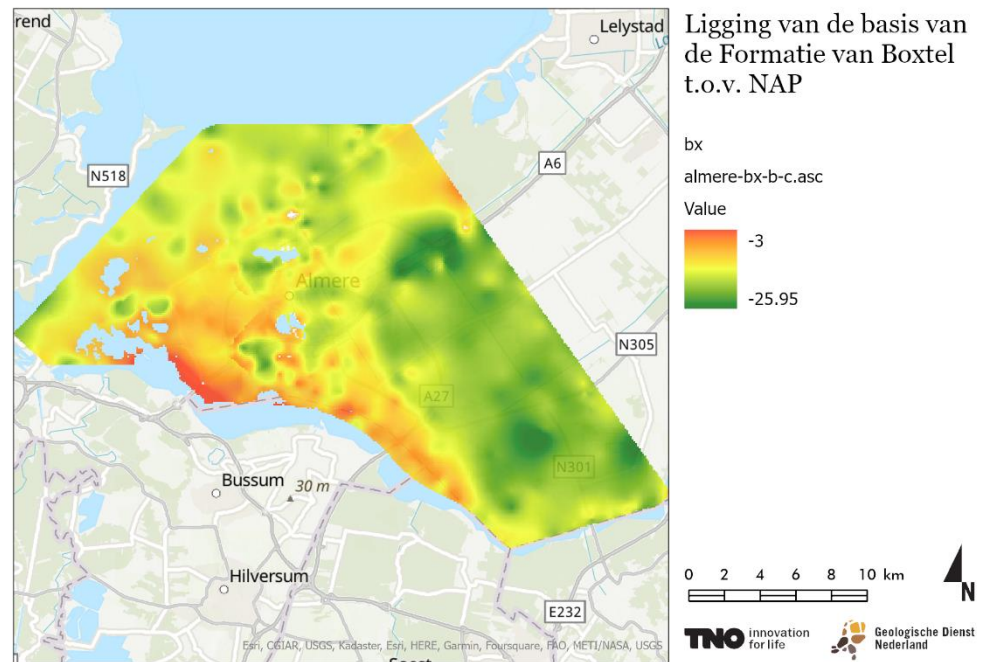 rend
Lelystad
Lo
N518
A6
Almere
N305
A27
N301
Bussum
30 m
Hilversum
E232
Soest
Esri, CGIAR, USGS, Kadaster, Esri, HERE, Garmin, Foursquare, FAO, METI/NASA, USGS
Ligging van de basis van
de Formatie van Boxtel
t.o.v. NAP
bx
almere-bx-b-c.asc
Value
-3
-25.95
0 2 4 6 8 10 km
N
TNO innovation
for life
Geologische Dienst
Nederland